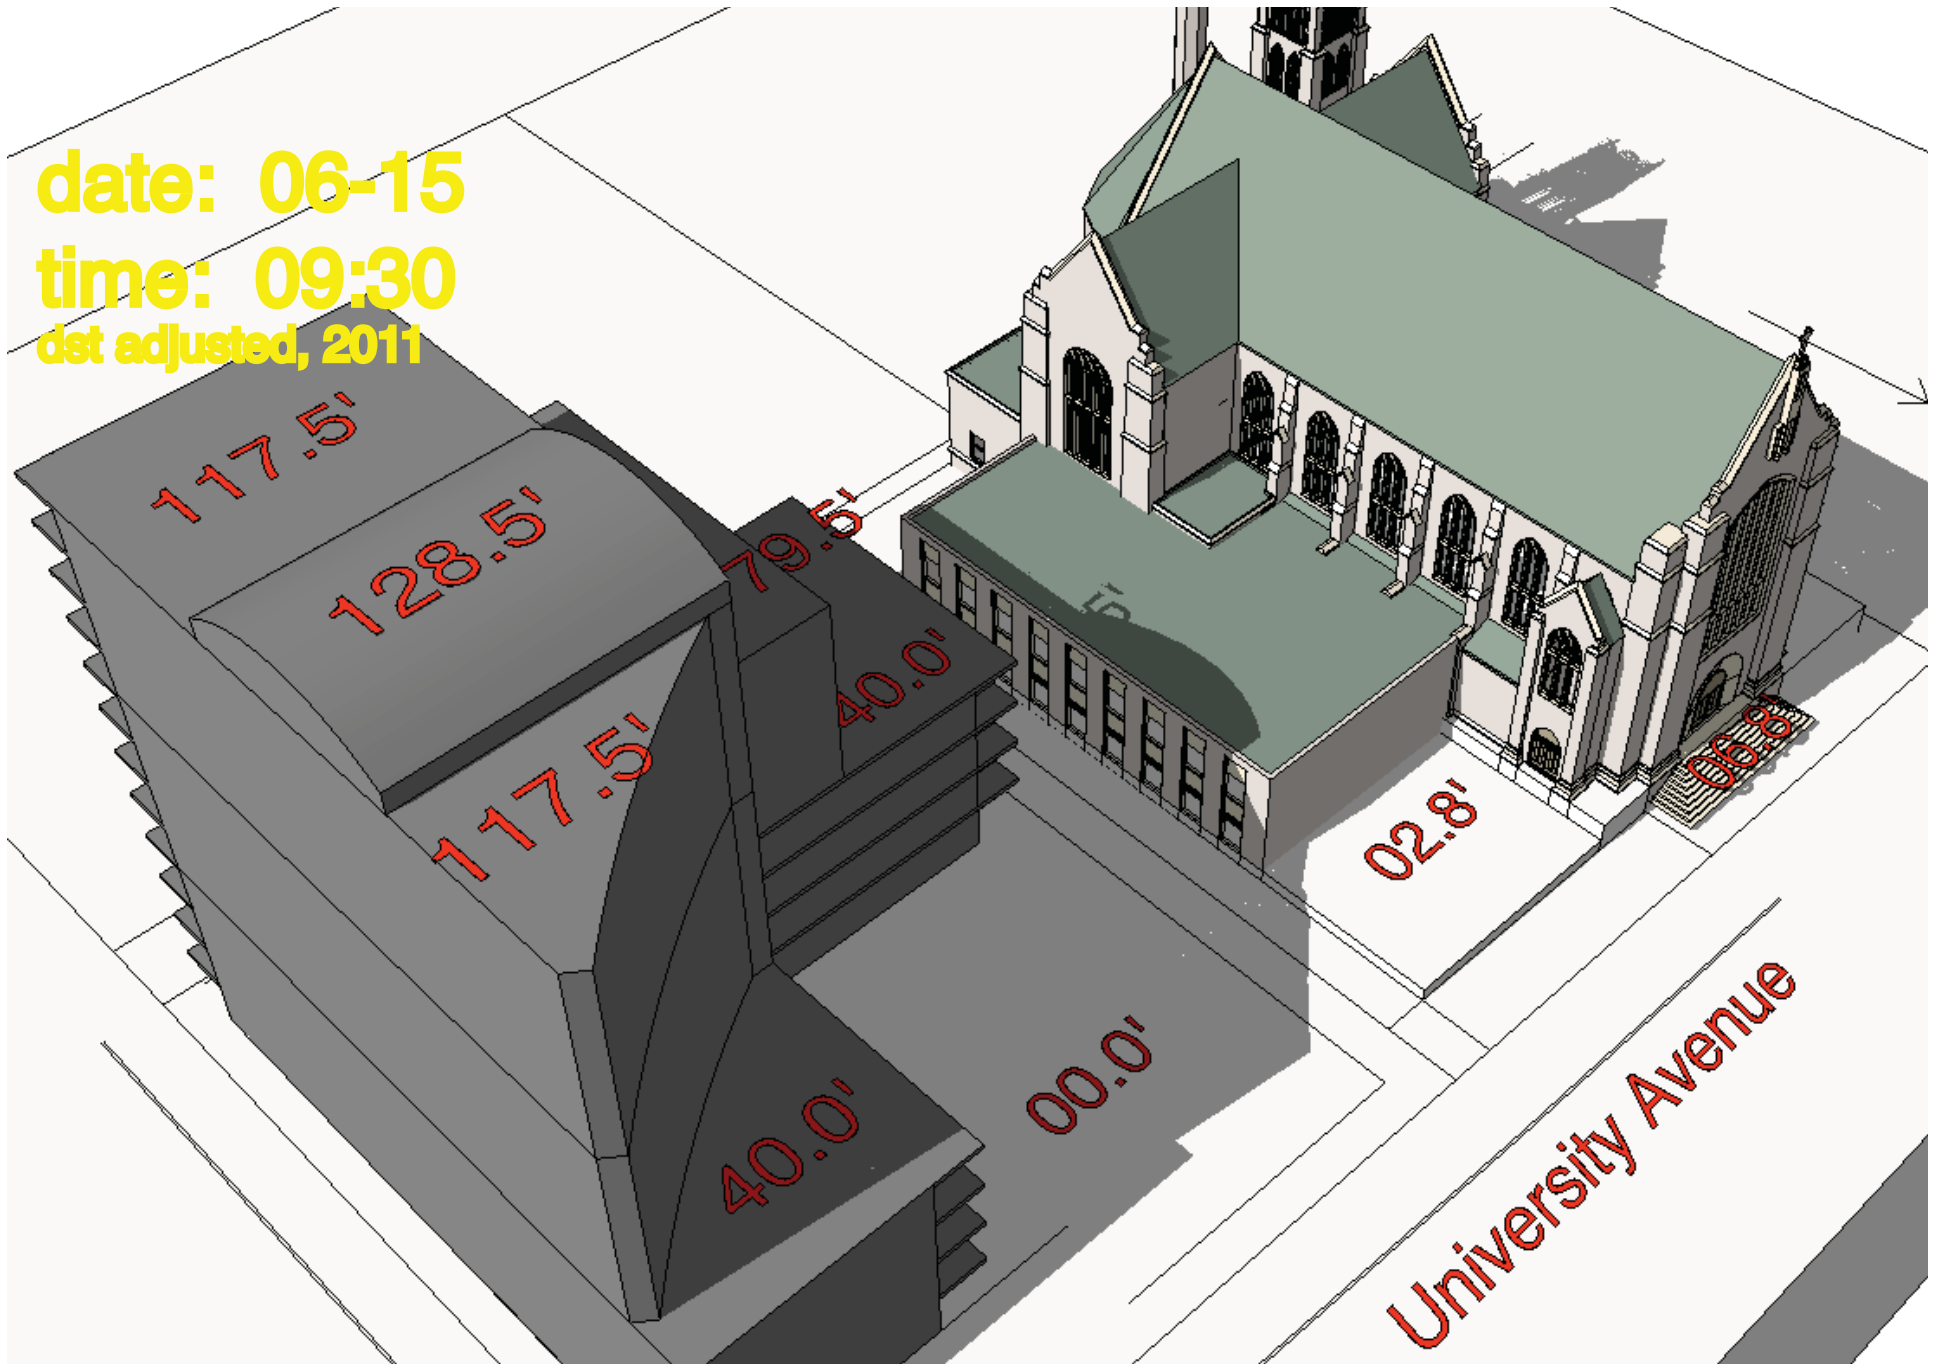 date: 06-15
time: 09:30
dst adjusted, 2011
117.5'
128.5'
79.5'
40.0'
117.5'
5'
06.8'
02.8'
00.0'
40.0'
University Avenue